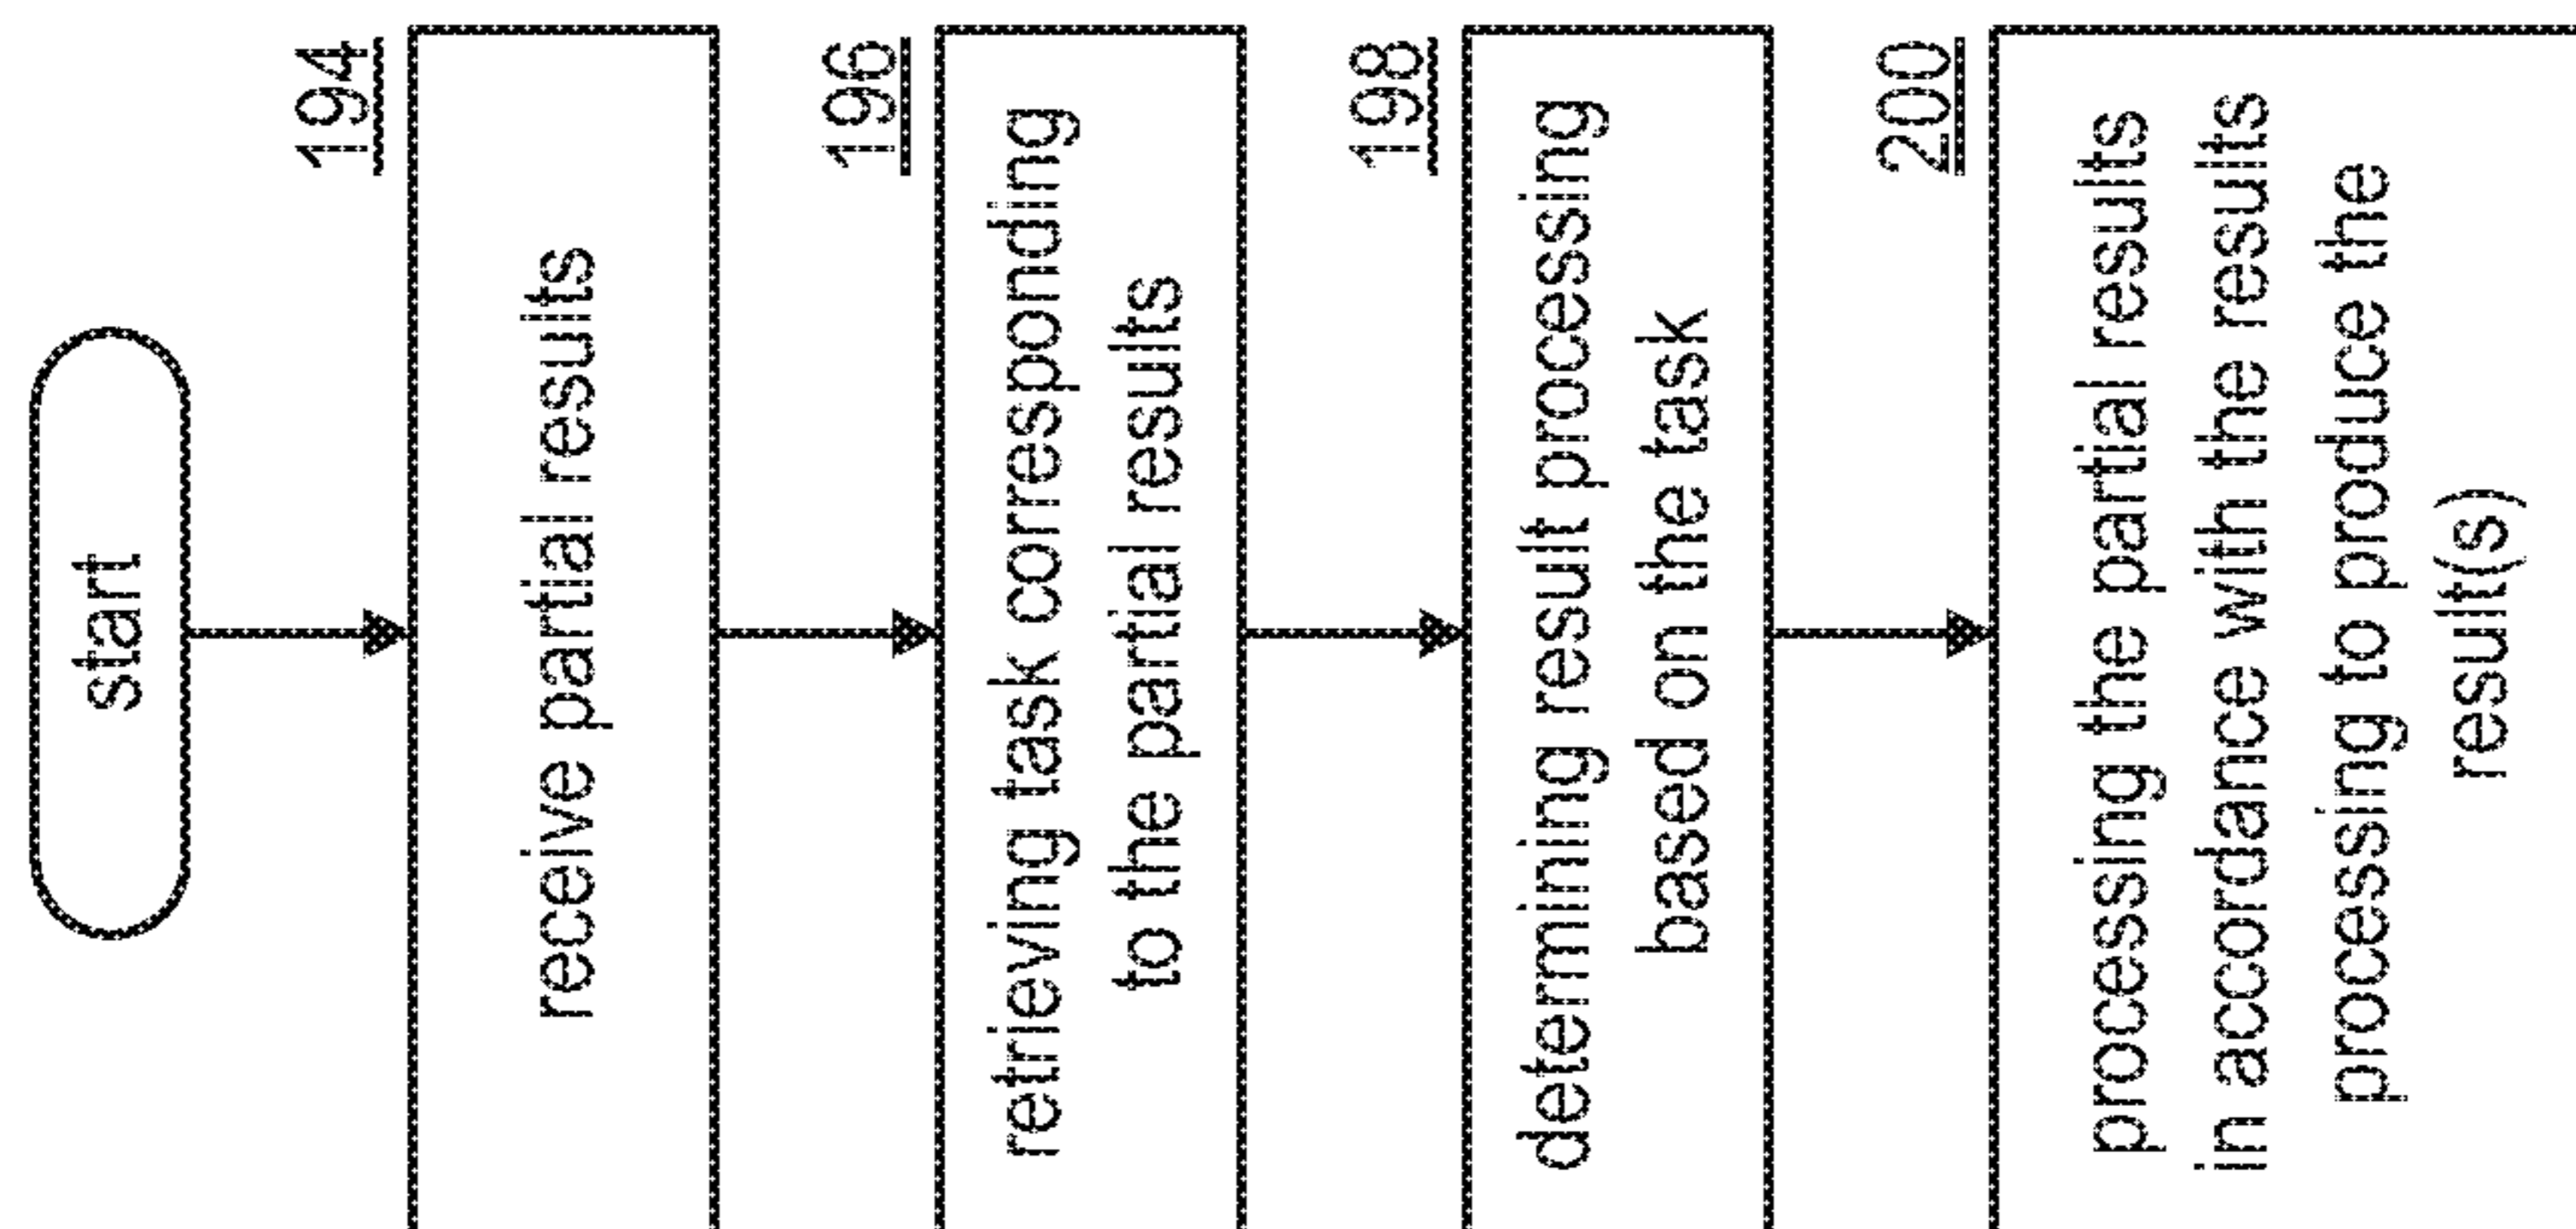 start
194
receive partial results
196
retrieving task corresponding
to the partial results
198
determining result processing
based on the task
200
processing the partial results
in accordance with the results
processing to produce the
result(s)